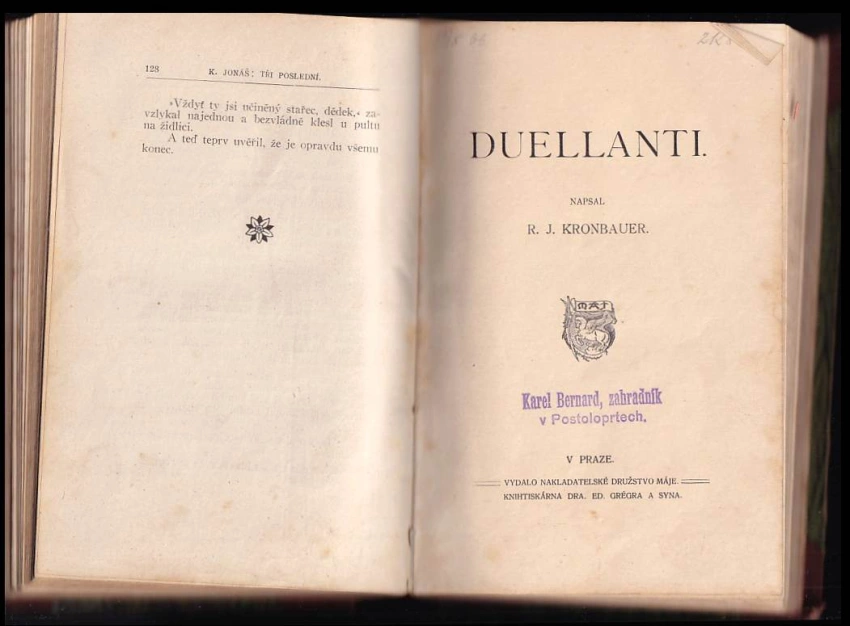 128
K. JONÁŠ: TŘI POSLEDNÍ.
»Vždyť ty jsi učiněný stařec, dědek,« za-
vzlykal najednou a bezvládně klesl u pultu
na židlici.
A teď teprv uvěřil, že je opravdu všemu
konec.
2K
DUELLANTI.
NAPSAL
R. J. KRONBAUER.
MÁJ
Karel Bernard, zahradník
v Postoloprtech.
V PRAZE.
VYDALO NAKLADATELSKÉ DRUŽSTVO MÁJE.
KNIHTISKÁRNA DRA. ED. GRÉGRA A SYNA.